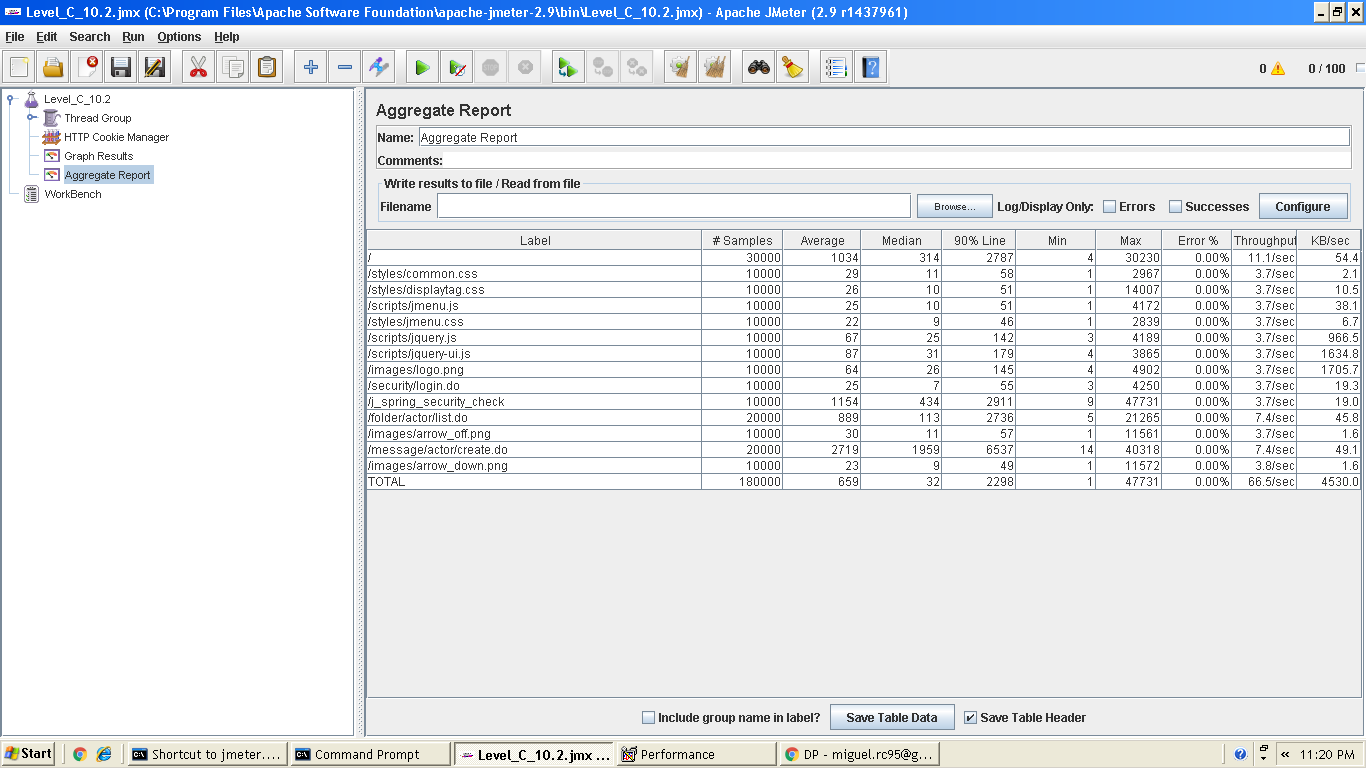 Level_C_10.2.jmx (C:\Program Files\Apache Software Foundation\apache-jmeter-2.9\bin\Level_C_10.2.jmx) - Apache JMeter (2.9 r1437961)
File Edit Search Run Options Help
0 0 / 100
Level_C_10.2
Thread Group
HTTP Cookie Manager
Graph Results
Aggregate Report
WorkBench
Aggregate Report
Name: Aggregate Report
Comments:
Write results to file / Read from file
Filename Browse... Log/Display Only: Errors Successes Configure
Label # Samples Average Median 90% Line Min Max Error % Throughput KB/sec
/ 30000 1034 314 2787 4 30230 0.00% 11.1/sec 54.4
/styles/common.css 10000 29 11 58 1 2967 0.00% 3.7/sec 2.1
/styles/displaytag.css 10000 26 10 51 1 14007 0.00% 3.7/sec 10.5
/scripts/jmenu.js 10000 25 10 51 1 4172 0.00% 3.7/sec 38.1
/styles/jmenu.css 10000 22 9 46 1 2839 0.00% 3.7/sec 6.7
/scripts/jquery.js 10000 67 25 142 3 4189 0.00% 3.7/sec 966.5
/scripts/jquery-ui.js 10000 87 31 179 4 3865 0.00% 3.7/sec 1634.8
/images/logo.png 10000 64 26 145 4 4902 0.00% 3.7/sec 1705.7
/security/login.do 10000 25 7 55 3 4250 0.00% 3.7/sec 19.3
/j_spring_security_check 10000 1154 434 2911 9 47731 0.00% 3.7/sec 19.0
/folder/actor/list.do 20000 889 113 2736 5 21265 0.00% 7.4/sec 45.8
/images/arrow_off.png 10000 30 11 57 1 11561 0.00% 3.7/sec 1.6
/message/actor/create.do 20000 2719 1959 6537 14 40318 0.00% 7.4/sec 49.1
/images/arrow_down.png 10000 23 9 49 1 11572 0.00% 3.8/sec 1.6
TOTAL 180000 659 32 2298 1 47731 0.00% 66.5/sec 4530.0
Include group name in label? Save Table Data Save Table Header
Start Shortcut to jmeter.... Command Prompt Level_C_10.2.jmx ... Performance DP - miguel.rc95@g... 11:20 PM